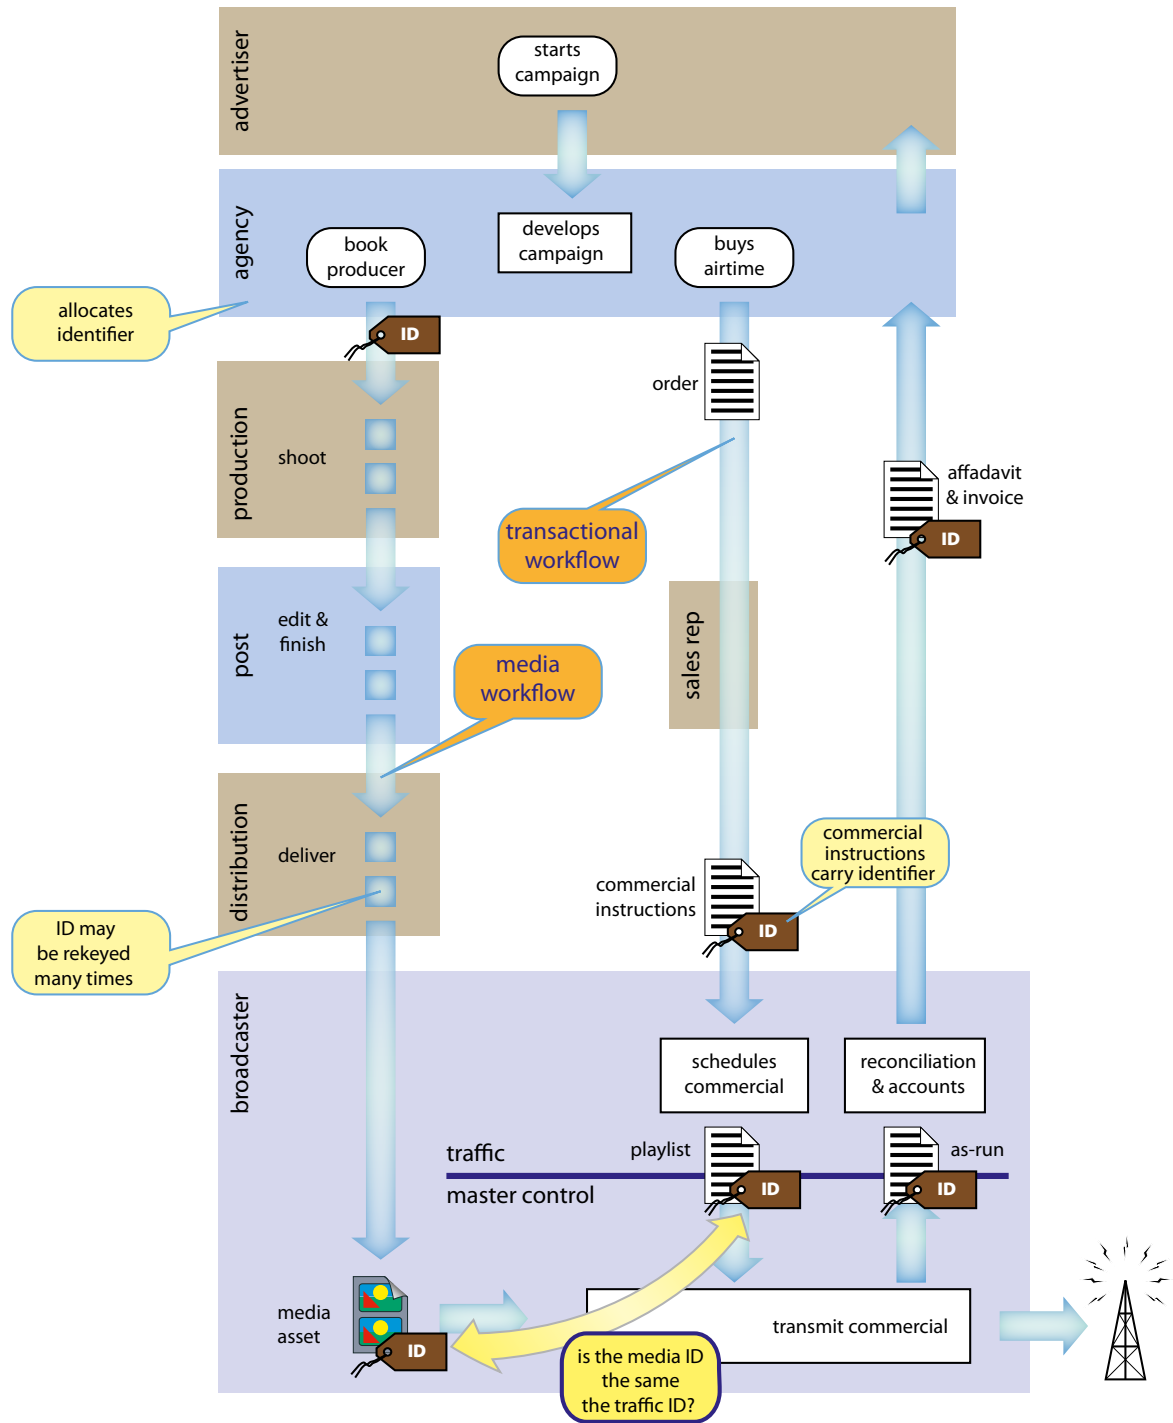 advertiser
starts
campaign
agency
book
producer
develops
campaign
buys
airtime
allocates
identifier
ID
production
shoot
order
affadavit
& invoice
ID
transactional
workflow
post
edit &
finish
media
workflow
sales rep
distribution
deliver
commercial
instructions
carry identifier
commercial
instructions
ID
ID may
be rekeyed
many times
broadcaster
schedules
commercial
reconciliation
& accounts
traffic
playlist
as-run
master control
ID
ID
media
asset
ID
transmit commercial
is the media ID
the same
the traffic ID?